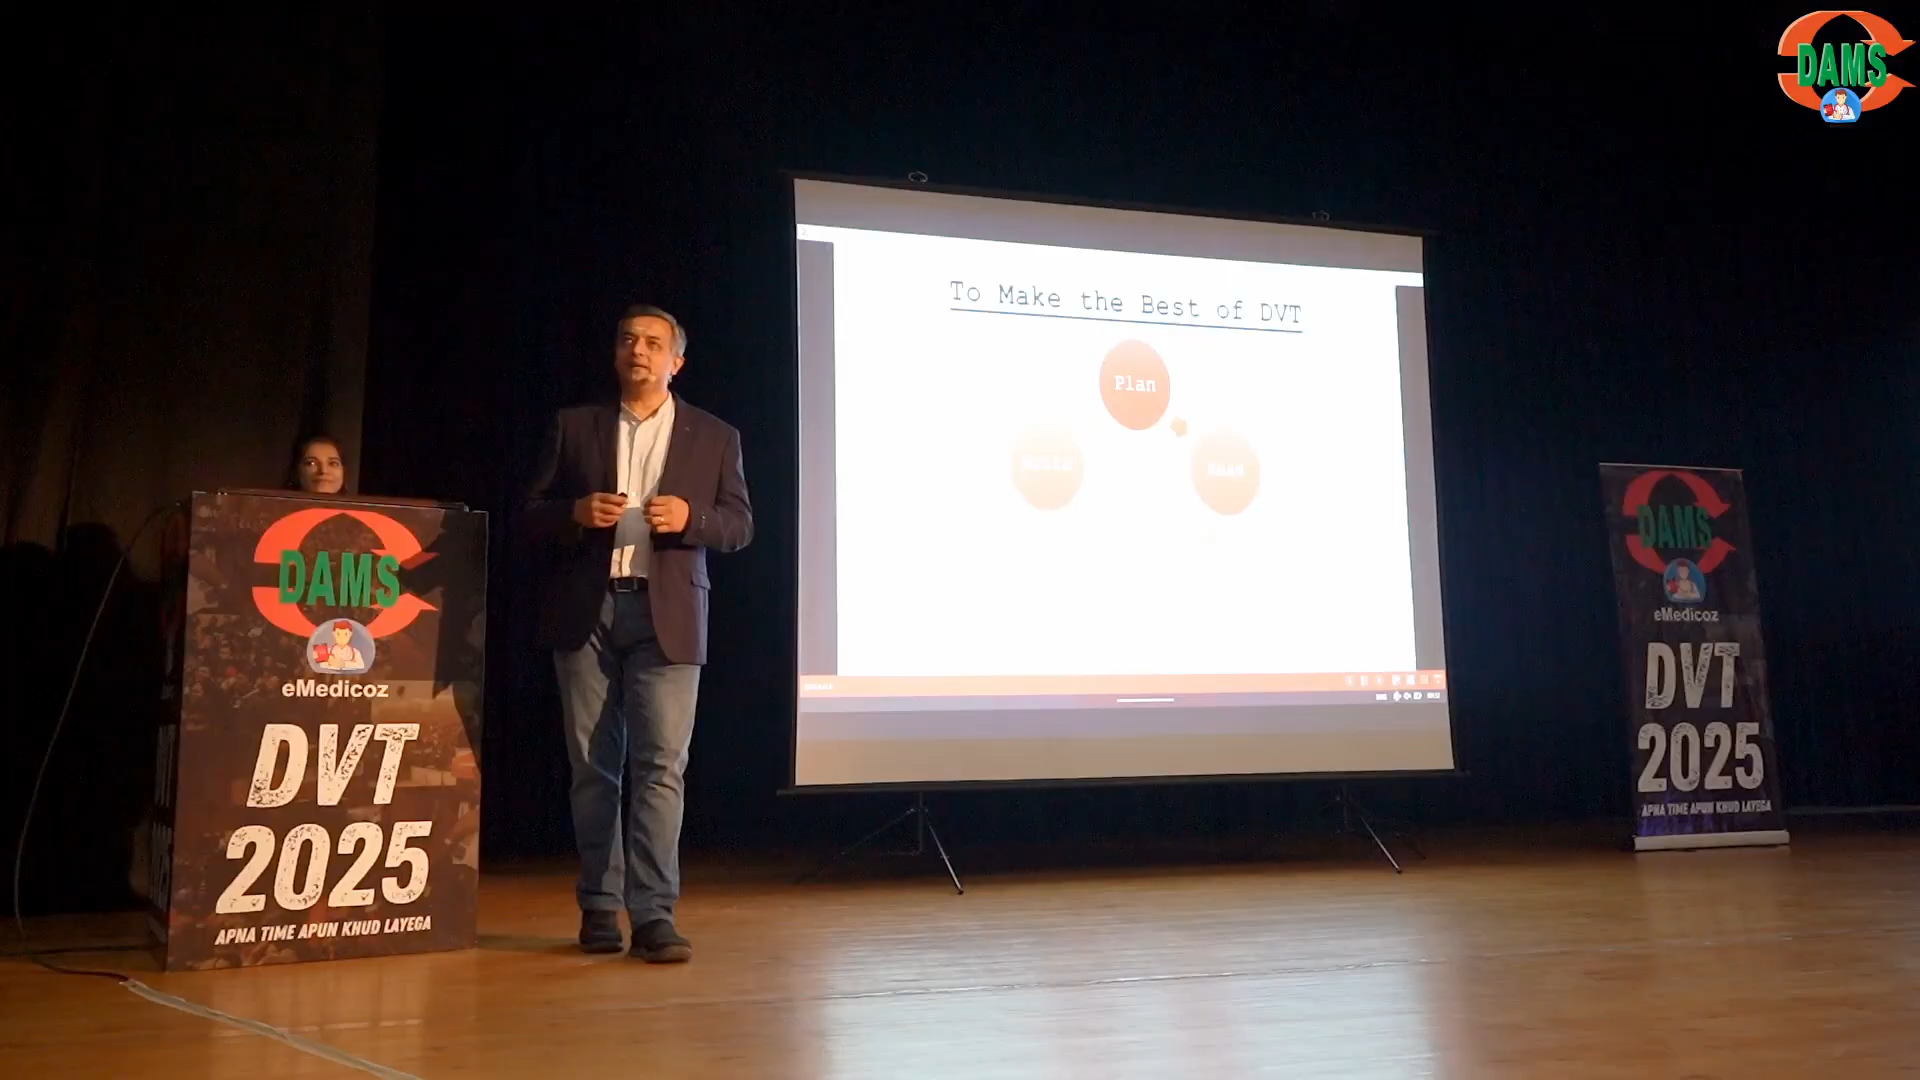 DAMS
To Make the Best of DVT
Plan
Read
DAMS
eMedicoz
DVT
2025
APNA TIME APUN KHUD LAYEGA
DAMS
eMedicoz
DVT
2025
APNA TIME APUN KHUD LAYEGA